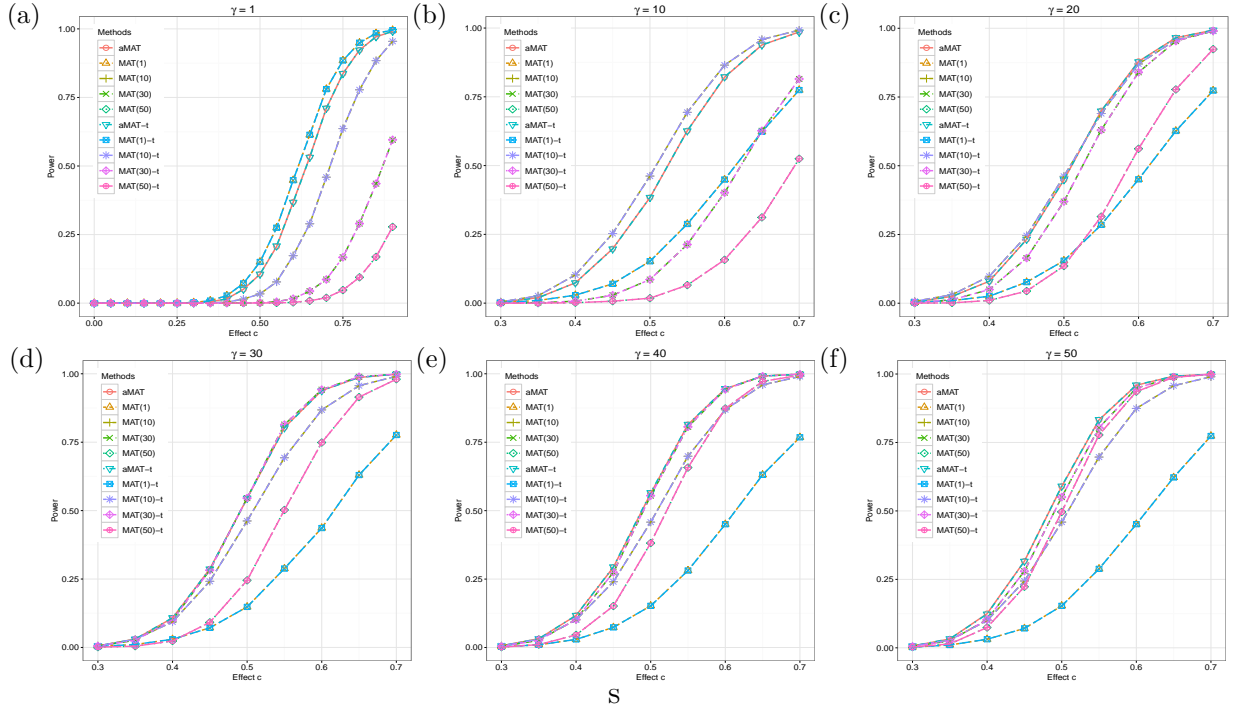 (a)
γ = 1
Methods
aMAT
MAT(1)
MAT(10)
MAT(30)
MAT(50)
aMAT−t
MAT(1)−t
MAT(10)−t
MAT(30)−t
MAT(50)−t
Power
1.00
0.75
0.50
0.25
0.00
0.00 0.25 0.50 0.75
Effect c
(b)
γ = 10
Methods
aMAT
MAT(1)
MAT(10)
MAT(30)
MAT(50)
aMAT−t
MAT(1)−t
MAT(10)−t
MAT(30)−t
MAT(50)−t
Power
1.00
0.75
0.50
0.25
0.00
0.3 0.4 0.5 0.6 0.7
Effect c
(c)
γ = 20
Methods
aMAT
MAT(1)
MAT(10)
MAT(30)
MAT(50)
aMAT−t
MAT(1)−t
MAT(10)−t
MAT(30)−t
MAT(50)−t
Power
1.00
0.75
0.50
0.25
0.00
0.3 0.4 0.5 0.6 0.7
Effect c
(d)
γ = 30
Methods
aMAT
MAT(1)
MAT(10)
MAT(30)
MAT(50)
aMAT−t
MAT(1)−t
MAT(10)−t
MAT(30)−t
MAT(50)−t
Power
1.00
0.75
0.50
0.25
0.00
0.3 0.4 0.5 0.6 0.7
Effect c
(e)
γ = 40
Methods
aMAT
MAT(1)
MAT(10)
MAT(30)
MAT(50)
aMAT−t
MAT(1)−t
MAT(10)−t
MAT(30)−t
MAT(50)−t
Power
1.00
0.75
0.50
0.25
0.00
0.3 0.4 0.5 0.6 0.7
Effect c
(f)
γ = 50
Methods
aMAT
MAT(1)
MAT(10)
MAT(30)
MAT(50)
aMAT−t
MAT(1)−t
MAT(10)−t
MAT(30)−t
MAT(50)−t
Power
1.00
0.75
0.50
0.25
0.00
0.3 0.4 0.5 0.6 0.7
Effect c
s